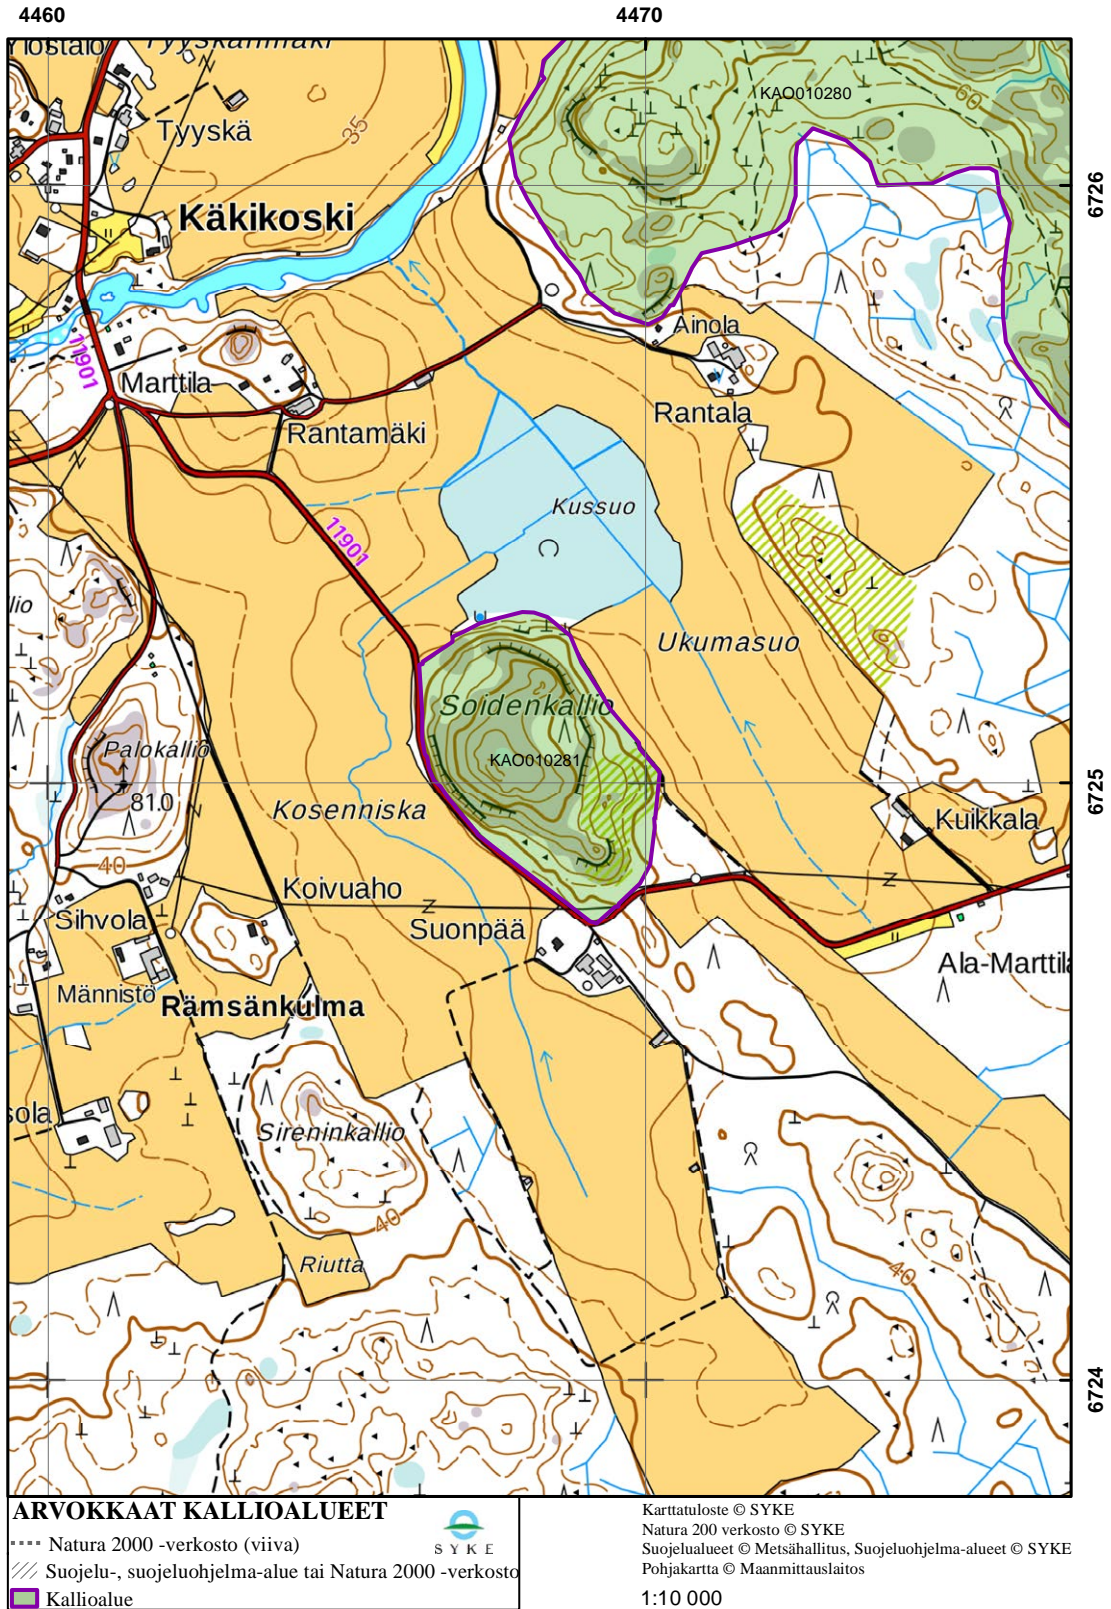 4460 4470
Tyyskä
KAO010280
60
35
6726
Käkikoski
11901
Ainola
Marttila
Rantala
Rantamäki
Kussuo
11901
Ukumasuo
Soidenkallio
KAO010281
Palokallio
81.0
6725
Kosenniska
Kuikkala
40
Koivuaho
Sihvola
Suonpää
Ala-Marttila
Männistö
Rämsänkulma
Sireninkallio
40
Riutta
40
6724
ARVOKKAAT KALLIOALUEET
Natura 2000 -verkosto (viiva)
Suojelu-, suojeluohjelma-alue tai Natura 2000 -verkosto
Kallioalue
SYKE
Karttatuloste © SYKE
Natura 200 verkosto © SYKE
Suojelualueet © Metsähallitus, Suojeluohjelma-alueet © SYKE
Pohjakartta © Maanmittauslaitos
1:10 000